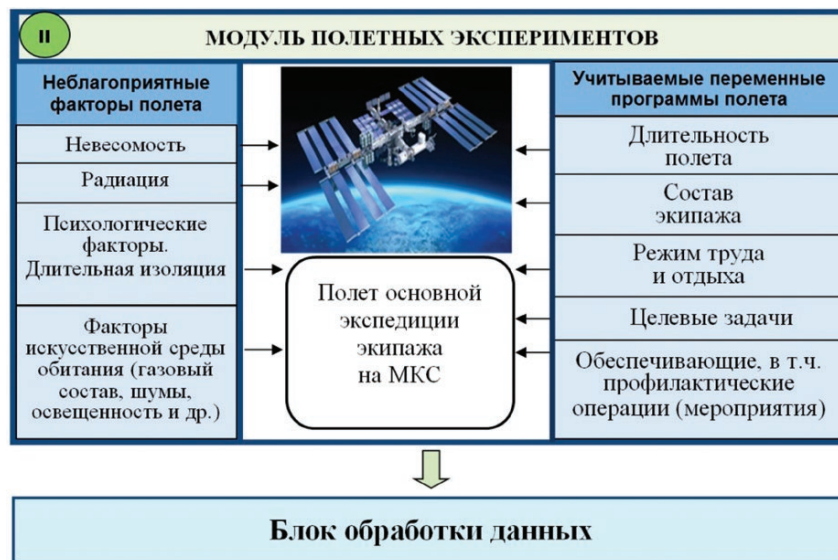 II
МОДУЛЬ ПОЛЕТНЫХ ЭКСПЕРИМЕНТОВ
Неблагоприятные
факторы полета
Невесомость
Радиация
Психологические
факторы.
Длительная изоляция
Факторы
искусственной среды
обитания (газовый
состав, шумы,
освещенность и др.)
Полет основной
экспедиции
экипажа
на МКС
Учитываемые переменные
программы полета
Длительность
полета
Состав
экипажа
Режим труда
и отдыха
Целевые задачи
Обеспечивающие, в т.ч.
профилактические
операции (мероприятия)
Блок обработки данных